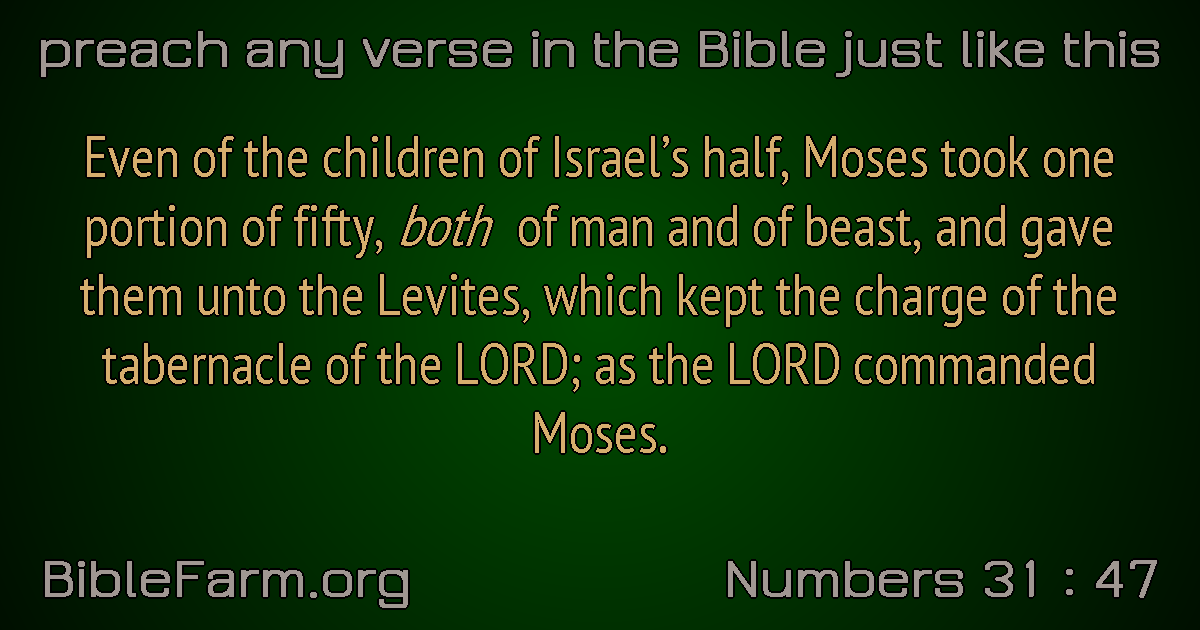 preach any verse in the Bible just like this
Even of the children of Israel’s half, Moses took one
portion of fifty, both of man and of beast, and gave
them unto the Levites, which kept the charge of the
tabernacle of the LORD; as the LORD commanded
Moses.
BibleFarm.org
Numbers 31 : 47